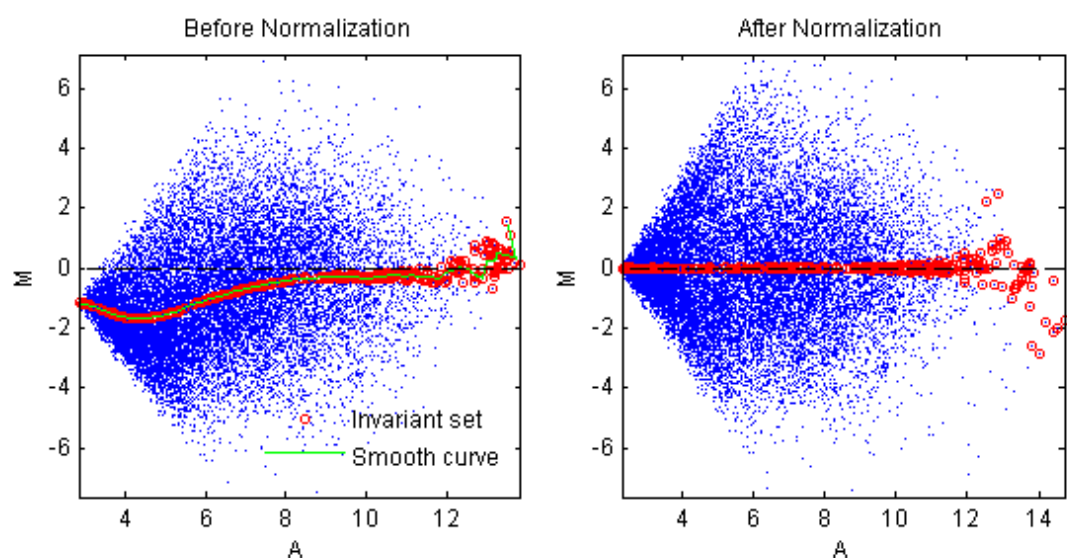 Before Normalization
6
4
2
0
-2
-4
-6
M
4 6 8 10 12
A
Invariant set
Smooth curve
After Normalization
6
4
2
0
-2
-4
-6
M
4 6 8 10 12 14
A